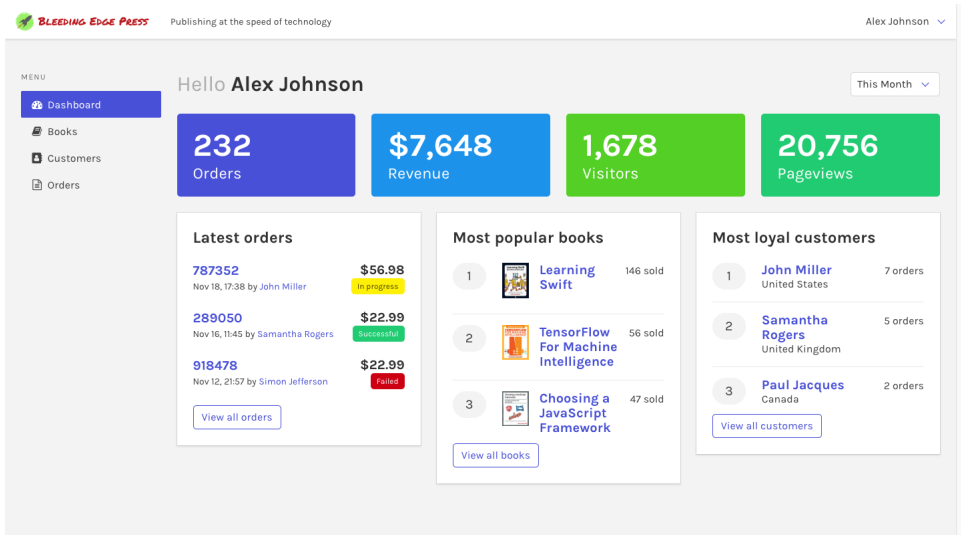 BLEEDING EDGE PRESS
Publishing at the speed of technology
Alex Johnson
MENU
Dashboard
Books
Customers
Orders
Hello Alex Johnson
This Month
232
Orders
$7,648
Revenue
1,678
Visitors
20,756
Pageviews
Latest orders
787352
$56.98
Nov 18, 17:38 by John Miller
In progress
289050
$22.99
Nov 16, 11:45 by Samantha Rogers
Successful
918478
$22.99
Nov 12, 21:57 by Simon Jefferson
Failed
View all orders
Most popular books
1
Learning
Swift
146 sold
2
TensorFlow
For Machine
Intelligence
56 sold
3
Choosing a
JavaScript
Framework
47 sold
View all books
Most loyal customers
1
John Miller
United States
7 orders
2
Samantha
Rogers
United Kingdom
5 orders
3
Paul Jacques
Canada
2 orders
View all customers